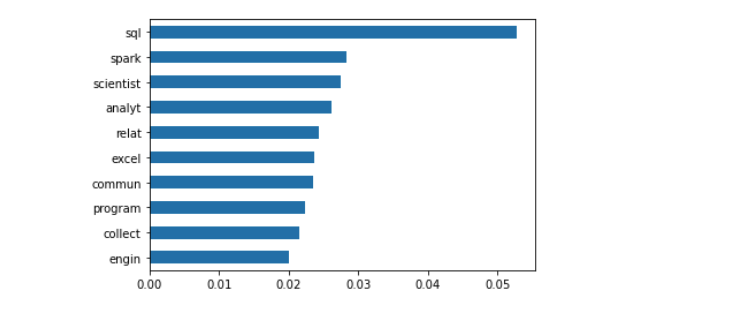 sql
spark
scientist
analyt
relat
excel
commun
program
collect
engin
0.00 0.01 0.02 0.03 0.04 0.05